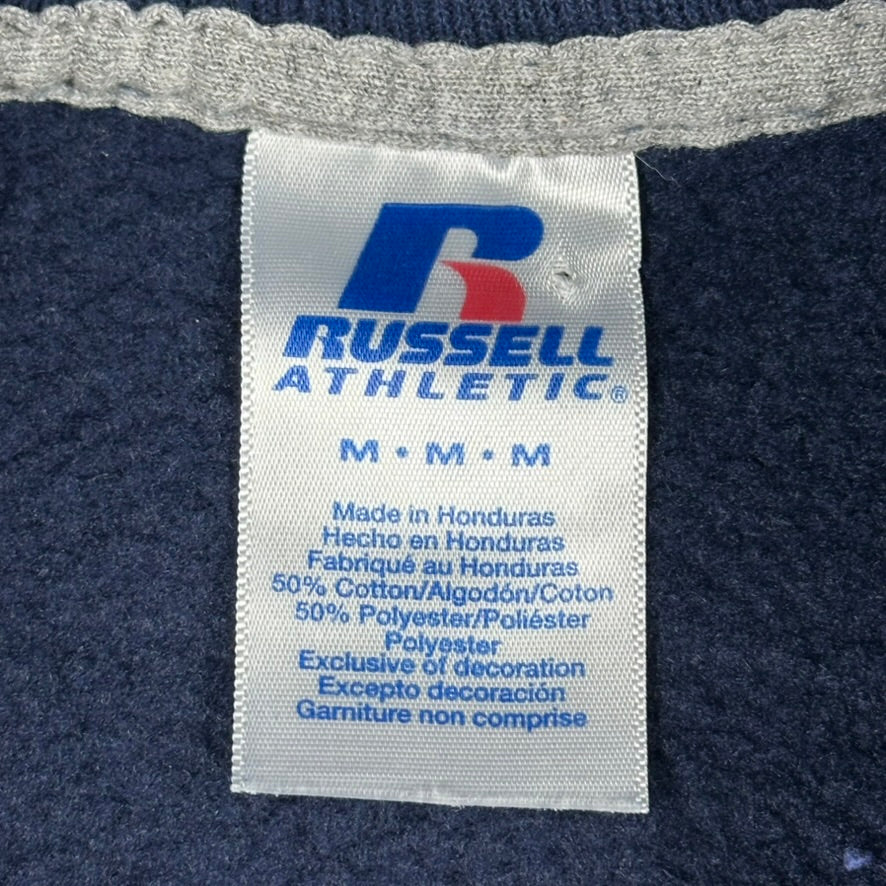 R
RUSSELL
ATHLETIC®
M • M • M
Made in Honduras
Hecho en Honduras
Fabriqué au Honduras
50% Cotton/Algodón/Coton
50% Polyester/Poliéster
Polyester
Exclusive of decoration
Excepto decoración
Garniture non comprise